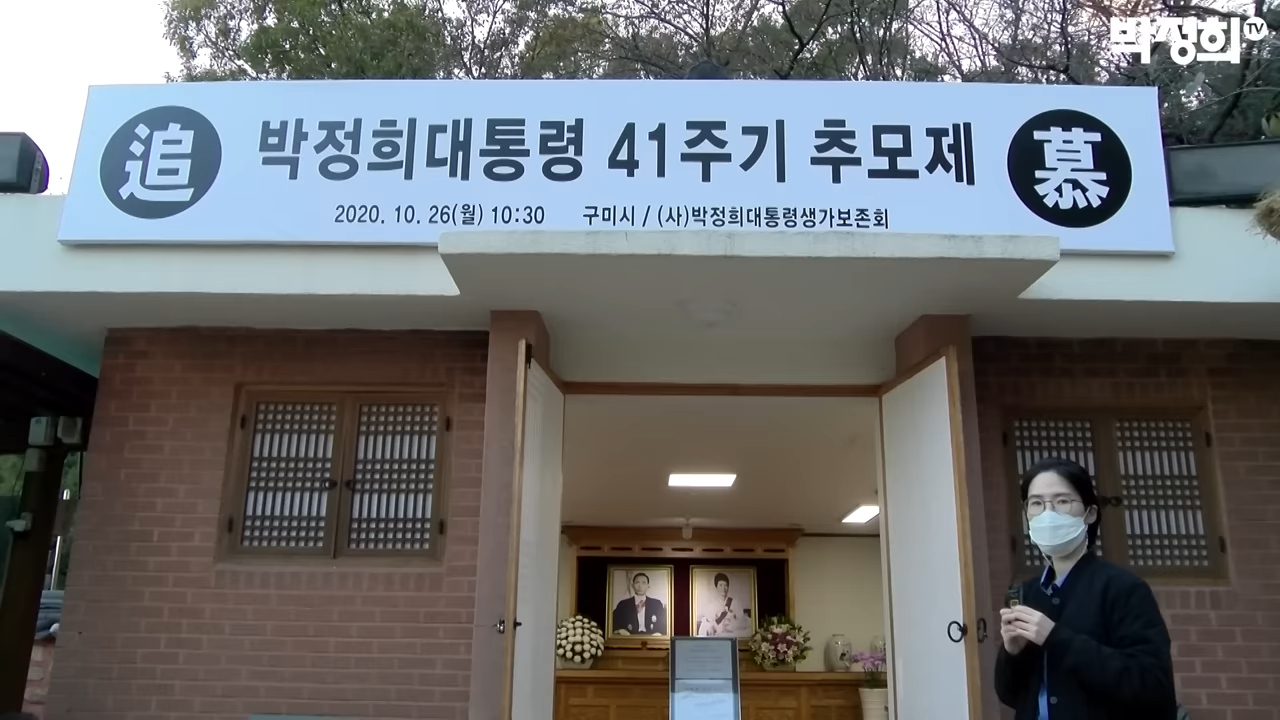 박정희TV
追 박정희대통령 41주기 추모제 慕
2020. 10. 26(월) 10:30 구미시 / (사)박정희대통령생가보존회